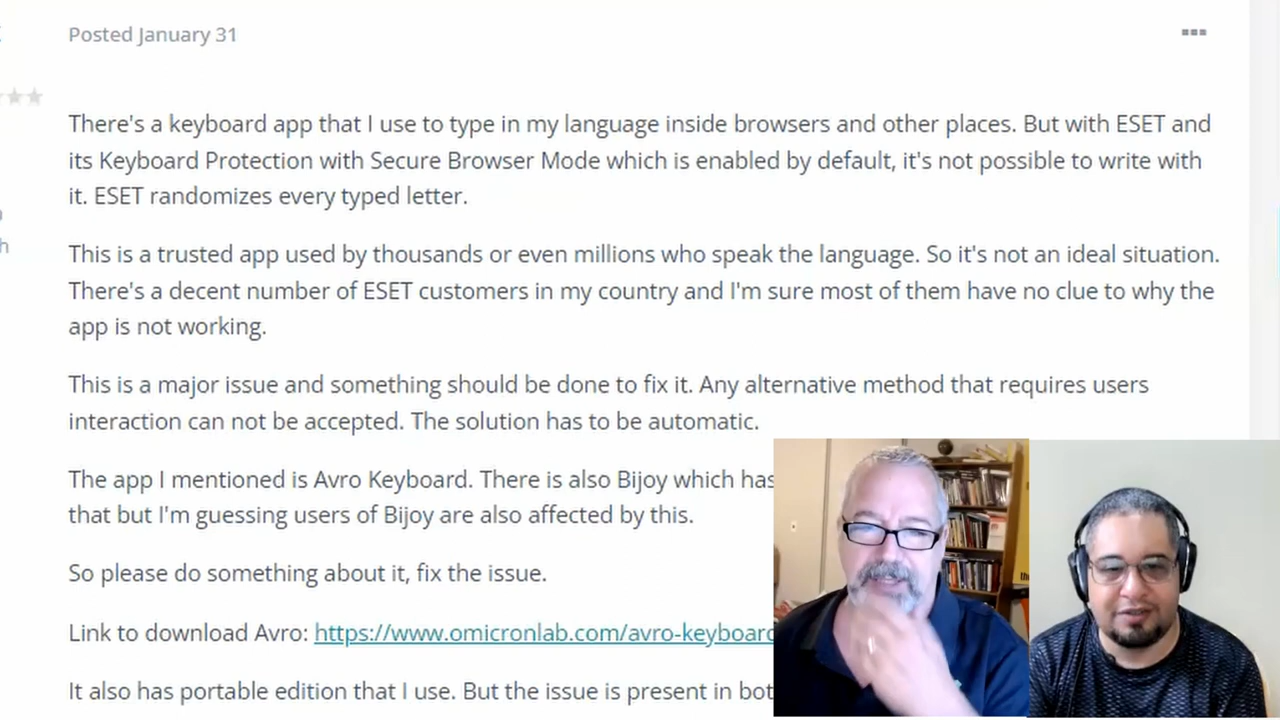 Posted January 31
There's a keyboard app that I use to type in my language inside browsers and other places. But with ESET and
its Keyboard Protection with Secure Browser Mode which is enabled by default, it's not possible to write with
it. ESET randomizes every typed letter.
This is a trusted app used by thousands or even millions who speak the language. So it's not an ideal situation.
There's a decent number of ESET customers in my country and I'm sure most of them have no clue to why the
app is not working.
This is a major issue and something should be done to fix it. Any alternative method that requires users
interaction can not be accepted. The solution has to be automatic.
The app I mentioned is Avro Keyboard. There is also Bijoy which has
that but I'm guessing users of Bijoy are also affected by this.
So please do something about it, fix the issue.
Link to download Avro: https://www.omicronlab.com/avro-keyboard
It also has portable edition that I use. But the issue is present in bot